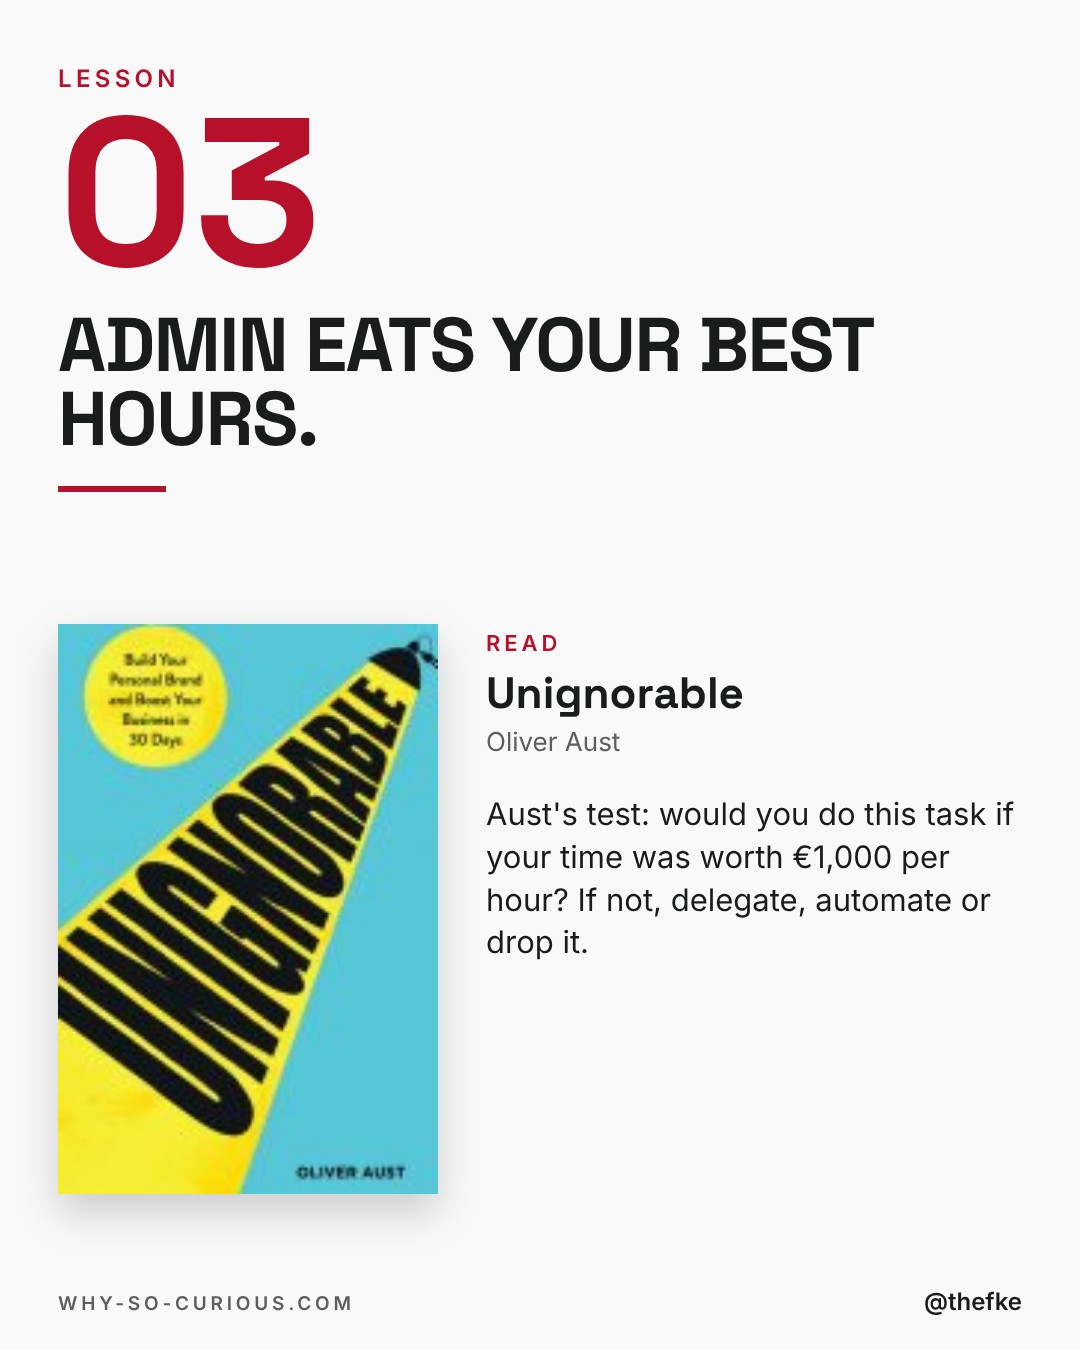 LESSON
03
ADMIN EATS YOUR BEST
HOURS.
Build Your
Personal Brand
and Boost Your
Business in
30 Days
UNIGNORABLE
OLIVER AUST
READ
Unignorable
Oliver Aust
Aust's test: would you do this task if
your time was worth €1,000 per
hour? If not, delegate, automate or
drop it.
WHY-SO-CURIOUS.COM
@thefke